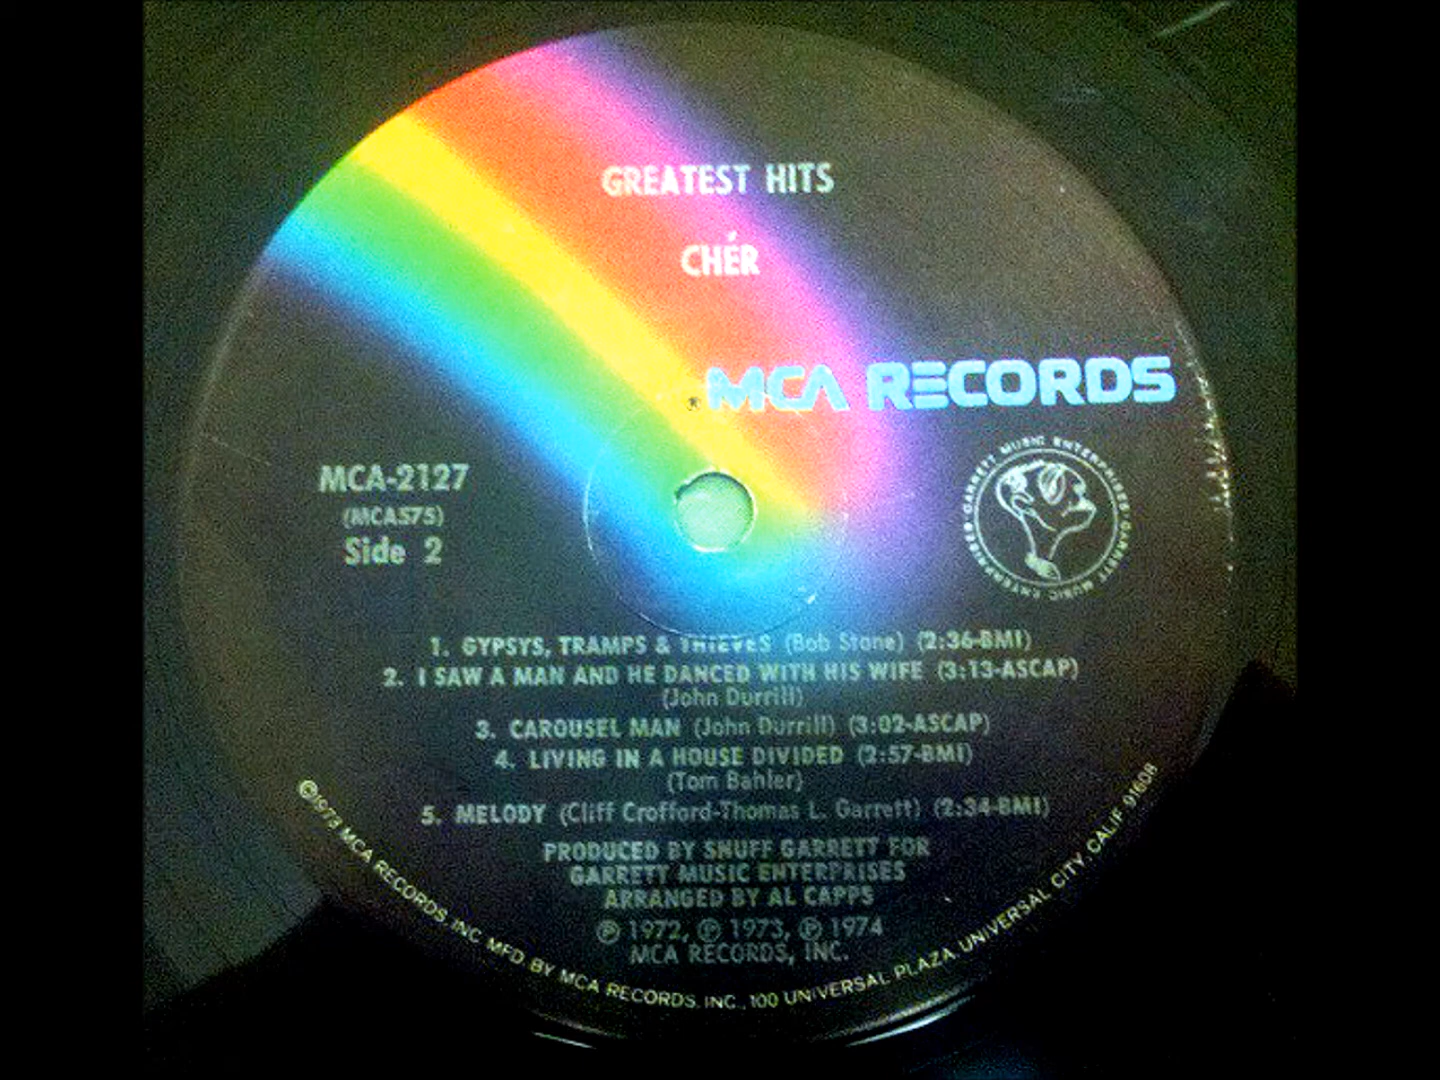 GREATEST HITS
CHÉR
® MCA RECORDS
MCA-2127
(MCA575)
Side 2
GARRETT MUSIC ENTERPRISES · GARRETT MUSIC ENTERPRISES ·
1. GYPSYS, TRAMPS & THIEVES (Bob Stone) (2:36-BMI)
2. I SAW A MAN AND HE DANCED WITH HIS WIFE (3:13-ASCAP)
(John Durrill)
3. CAROUSEL MAN (John Durrill) (3:02-ASCAP)
4. LIVING IN A HOUSE DIVIDED (2:57-BMI)
(Tom Bahler)
5. MELODY (Cliff Crofford-Thomas L. Garrett) (2:34-BMI)
PRODUCED BY SNUFF GARRETT FOR
GARRETT MUSIC ENTERPRISES
ARRANGED BY AL CAPPS
℗ 1972, ℗ 1973, ℗ 1974
MCA RECORDS, INC.
©1973 MCA RECORDS, INC. MFD. BY MCA RECORDS, INC., 100 UNIVERSAL PLAZA, UNIVERSAL CITY, CALIF. 91608